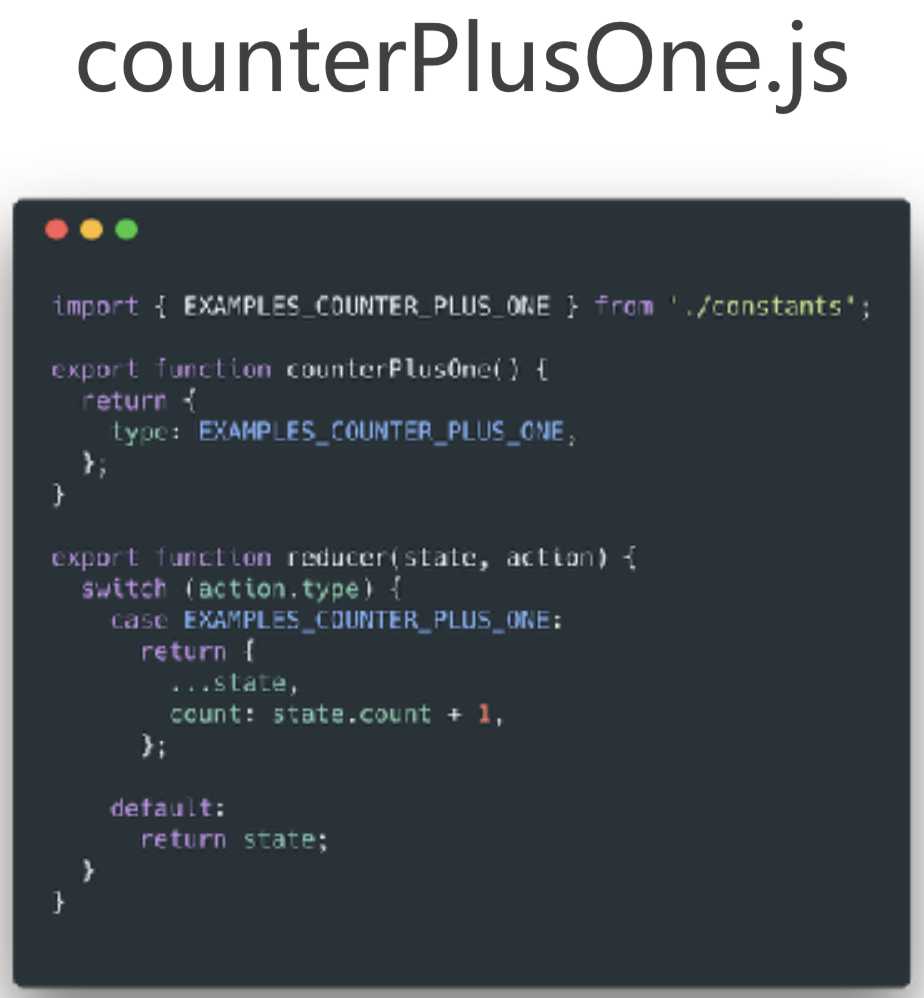 counterPlusOne.js
import { EXAMPLES_COUNTER_PLUS_ONE } from './constants';
export function counterPlusOne() {
return {
type: EXAMPLES_COUNTER_PLUS_ONE,
};
}
export function reducer(state, action) {
switch (action.type) {
case EXAMPLES_COUNTER_PLUS_ONE:
return {
...state,
count: state.count + 1,
};
default:
return state;
}
}